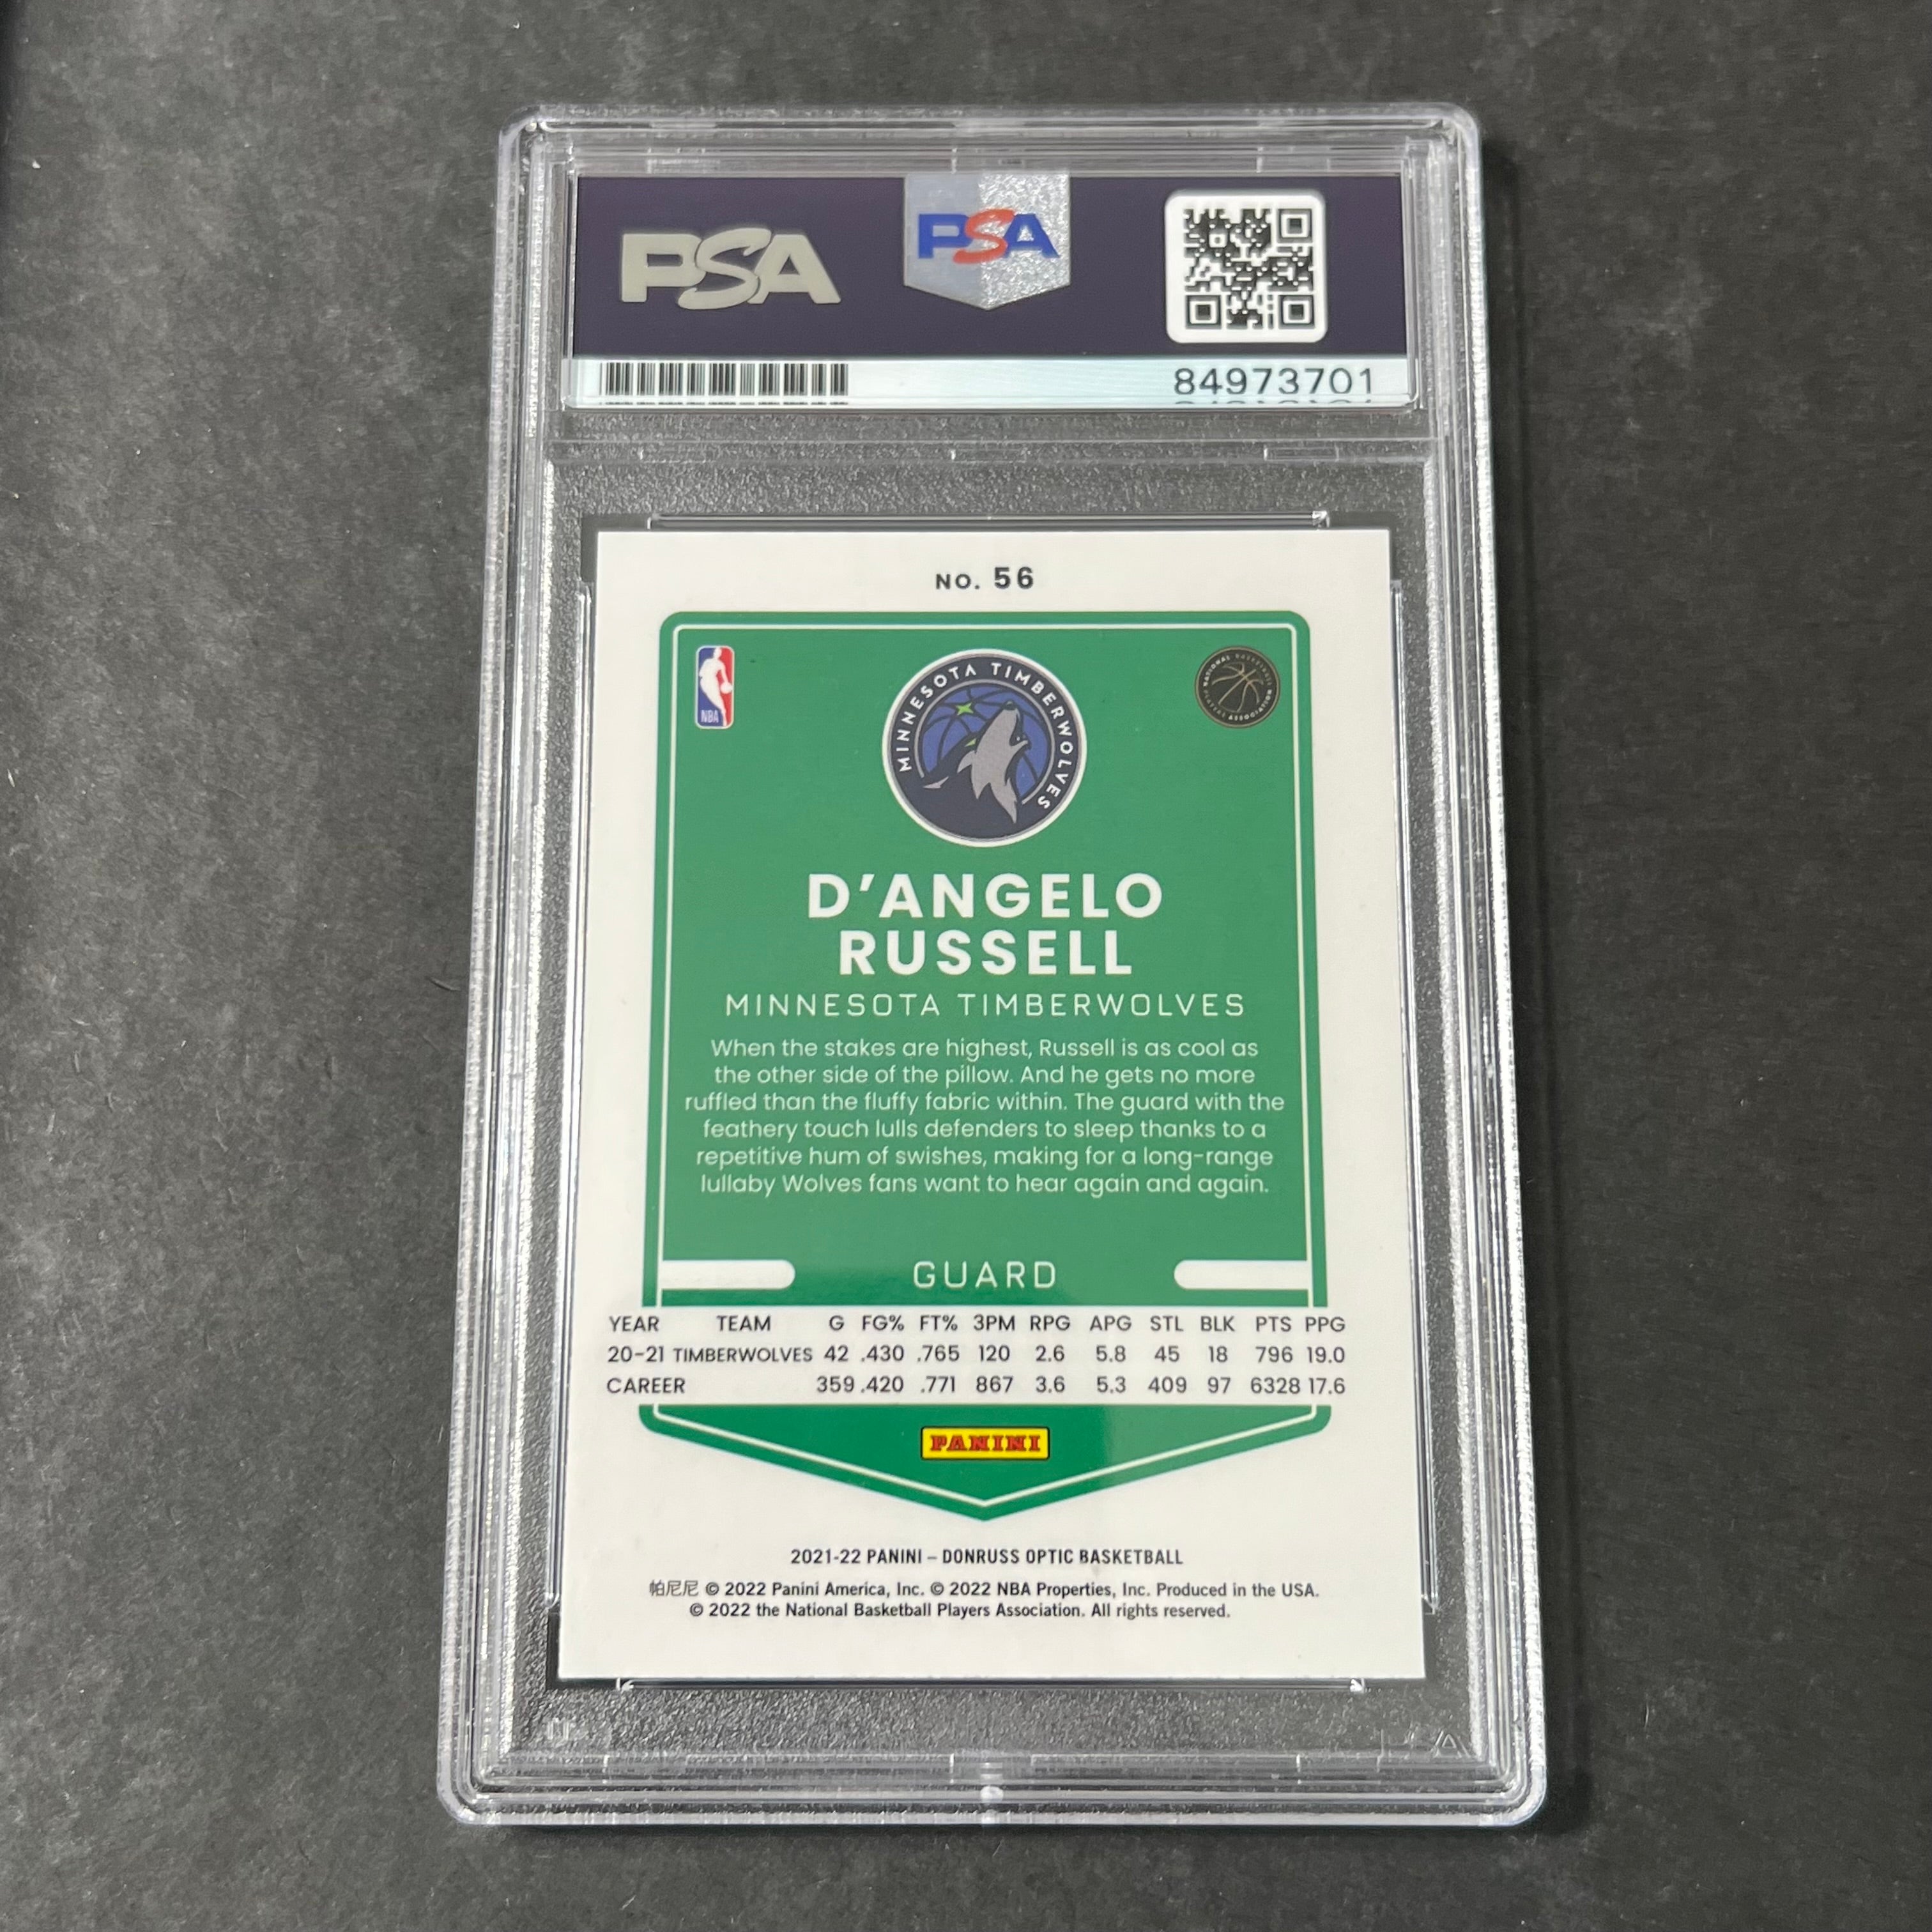 PSA
PSA
84973701
NO. 56
NBA
MINNESOTA TIMBERWOLVES
D'ANGELO
RUSSELL
MINNESOTA TIMBERWOLVES
When the stakes are highest, Russell is as cool as
the other side of the pillow. And he gets no more
ruffled than the fluffy fabric within. The guard with the
feathery touch lulls defenders to sleep thanks to a
repetitive hum of swishes, making for a long-range
lullaby Wolves fans want to hear again and again.
GUARD
YEAR TEAM G FG% FT% 3PM RPG APG STL BLK PTS PPG
20-21 TIMBERWOLVES 42 .430 .765 120 2.6 5.8 45 18 796 19.0
CAREER 359 .420 .771 867 3.6 5.3 409 97 6328 17.6
PANINI
2021-22 PANINI – DONRUSS OPTIC BASKETBALL
帕尼尼 © 2022 Panini America, Inc. © 2022 NBA Properties, Inc. Produced in the USA.
© 2022 the National Basketball Players Association. All rights reserved.